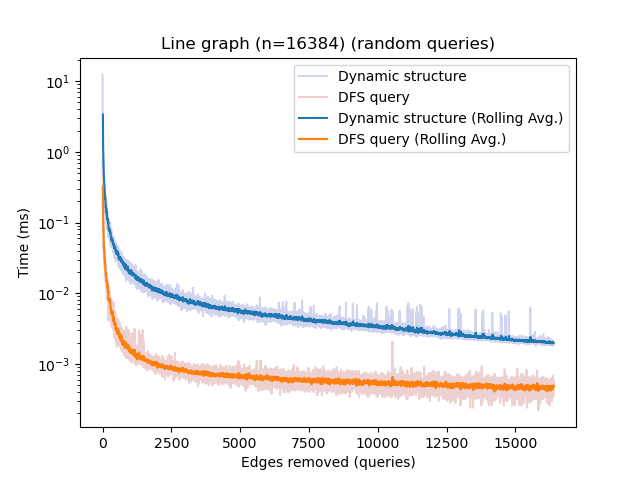 Line graph (n=16384) (random queries)
Dynamic structure
DFS query
Dynamic structure (Rolling Avg.)
DFS query (Rolling Avg.)
10¹
10⁰
10⁻¹
10⁻²
10⁻³
Time (ms)
0 2500 5000 7500 10000 12500 15000
Edges removed (queries)